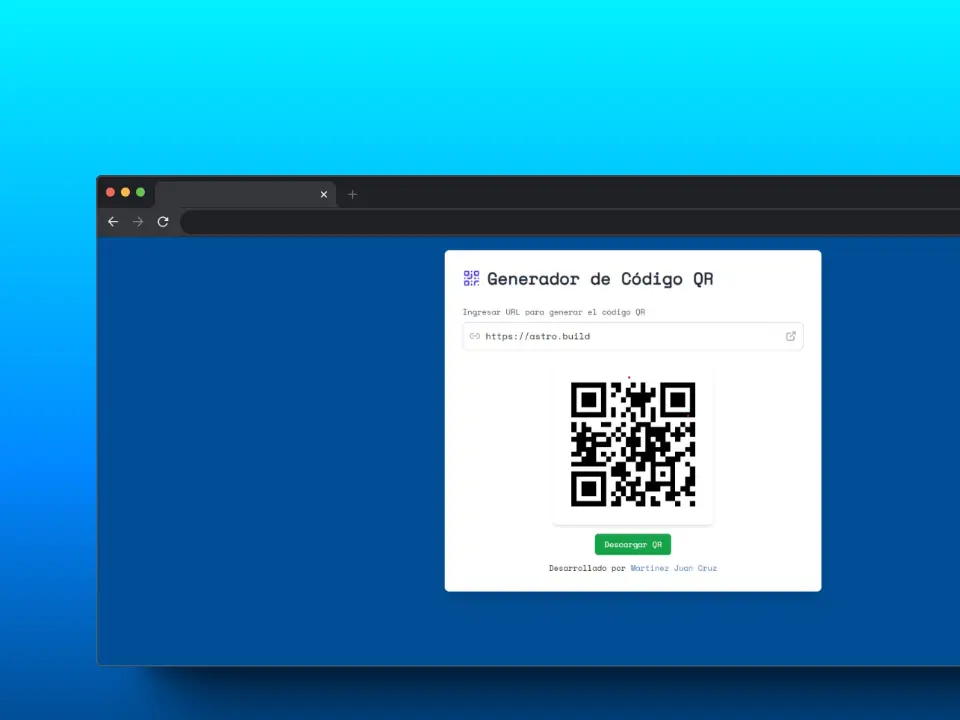 Generador de Código QR
Ingresar URL para generar el código QR
https://astro.build
Descargar QR
Desarrollado por Martinez Juan Cruz